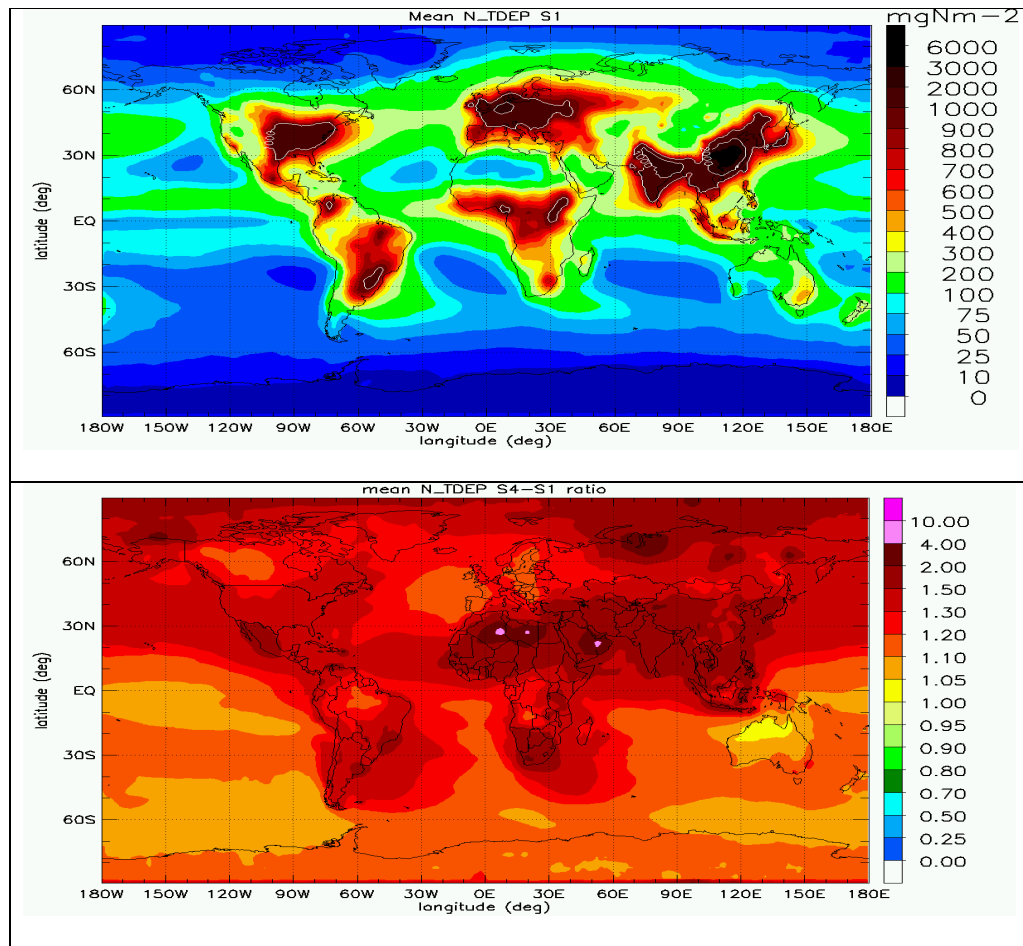 Mean N_TDEP S1
mgNm-2
6000
3000
2000
1000
900
800
700
600
500
400
300
200
100
75
50
25
10
0
60N
30N
EQ
30S
60S
latitude (deg)
180W 150W 120W 90W 60W 30W 0E 30E 60E 90E 120E 150E 180E
longitude (deg)
mean N_TDEP S4-S1 ratio
10.00
4.00
2.00
1.50
1.30
1.20
1.10
1.05
1.00
0.95
0.90
0.80
0.70
0.50
0.25
0.00
60N
30N
EQ
30S
60S
latitude (deg)
180W 150W 120W 90W 60W 30W 0E 30E 60E 90E 120E 150E 180E
longitude (deg)